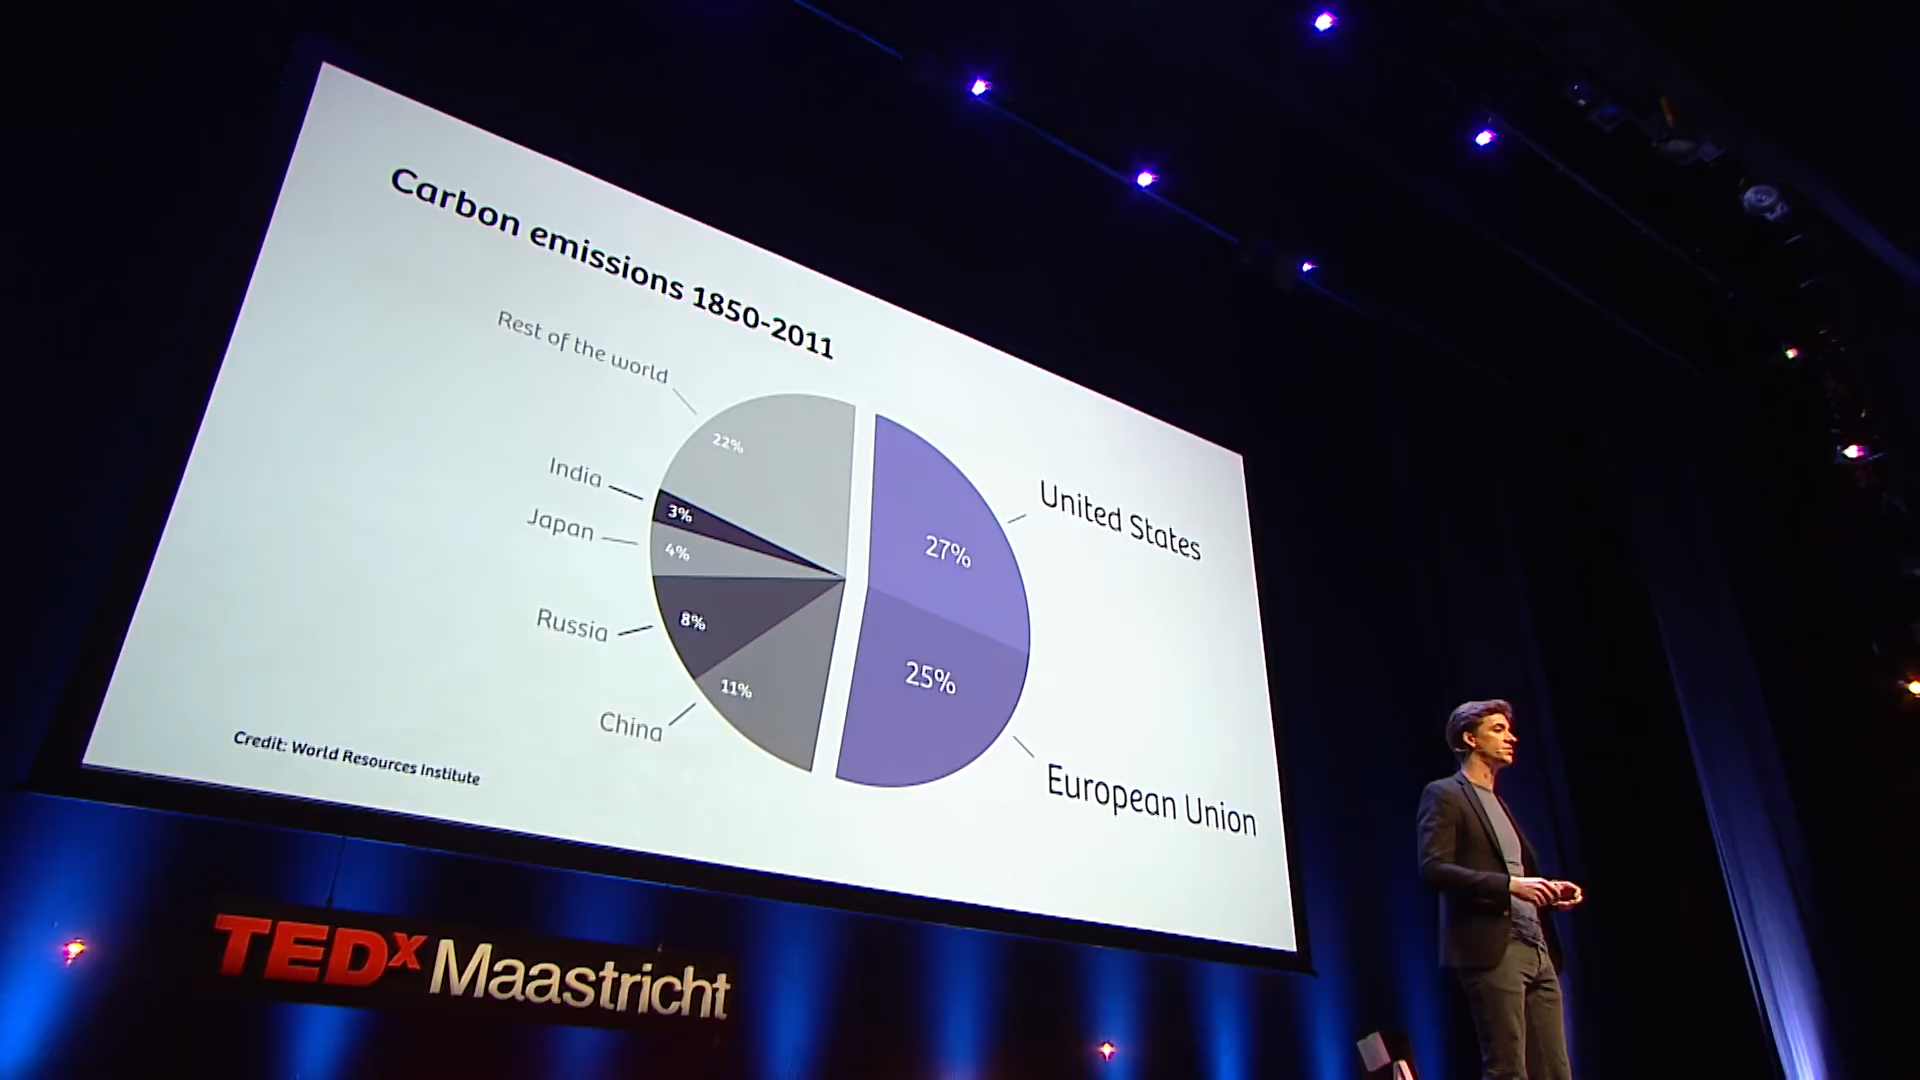 Carbon emissions 1850-2011
Rest of the world
22%
India
3%
Japan
4%
Russia
8%
China
11%
United States
27%
25%
European Union
Credit: World Resources Institute
TEDx Maastricht